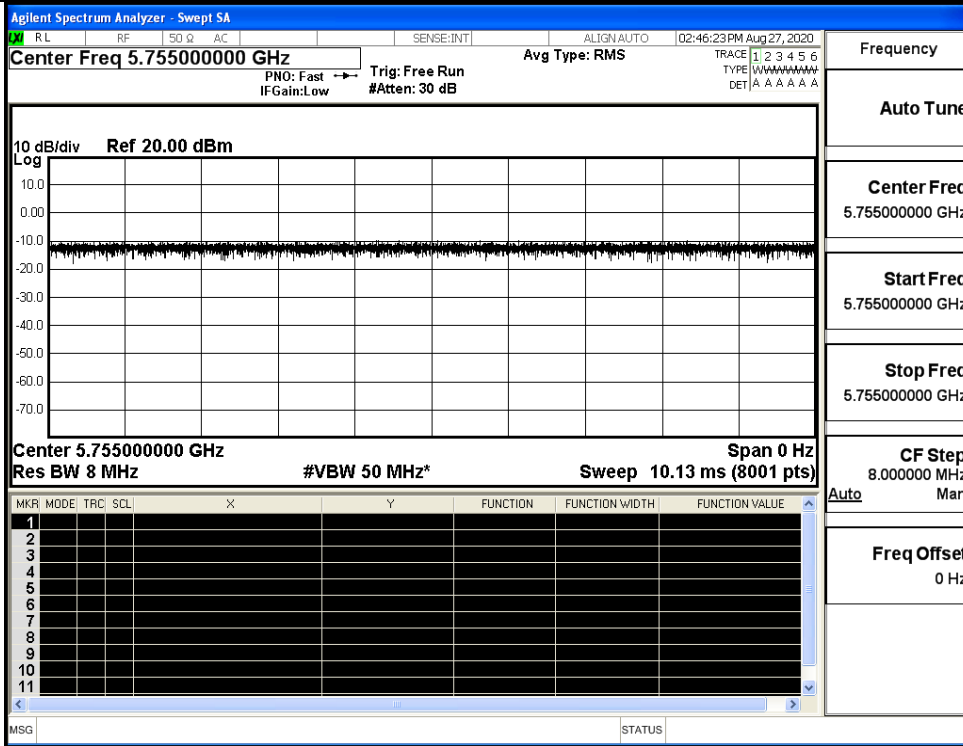 Agilent Spectrum Analyzer - Swept SA
LXI RL RF 50 Ω AC SENSE:INT ALIGN AUTO 02:46:23 PM Aug 27, 2020
Center Freq 5.755000000 GHz Avg Type: RMS TRACE 1 2 3 4 5 6
PNO: Fast Trig: Free Run TYPE WWWWWW
IFGain:Low #Atten: 30 dB DET A A A A A A
10 dB/div Ref 20.00 dBm
Log
10.0
0.00
-10.0
-20.0
-30.0
-40.0
-50.0
-60.0
-70.0
Center 5.755000000 GHz Span 0 Hz
Res BW 8 MHz #VBW 50 MHz* Sweep 10.13 ms (8001 pts)
MKR MODE TRC SCL X Y FUNCTION FUNCTION WIDTH FUNCTION VALUE
1
2
3
4
5
6
7
8
9
10
11
MSG STATUS
Frequency
Auto Tune
Center Freq
5.755000000 GHz
Start Freq
5.755000000 GHz
Stop Freq
5.755000000 GHz
CF Step
8.000000 MHz
Auto Man
Freq Offset
0 Hz